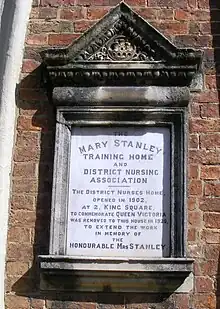 THE
MARY STANLEY
TRAINING HOME
AND
DISTRICT NURSING
ASSOCIATION
THE DISTRICT NURSES HOME
OPENED IN 1902,
AT 2, KING SQUARE,
TO COMMEMORATE QUEEN VICTORIA
WAS REMOVED TO THIS HOUSE IN 1920,
TO EXTEND THE WORK
IN MEMORY OF
THE
HONOURABLE MRS STANLEY